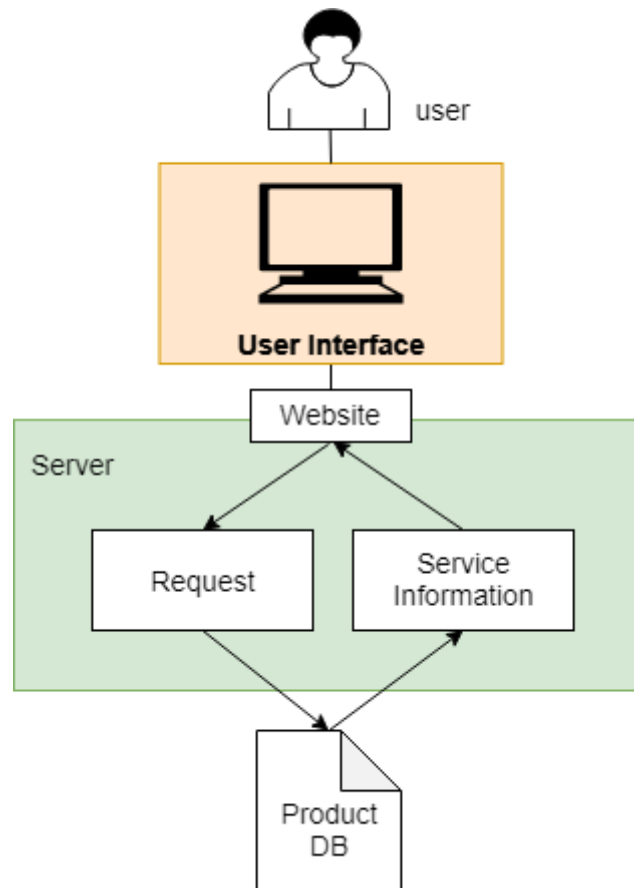 user
User Interface
Website
Server
Request
Service
Information
Product
DB